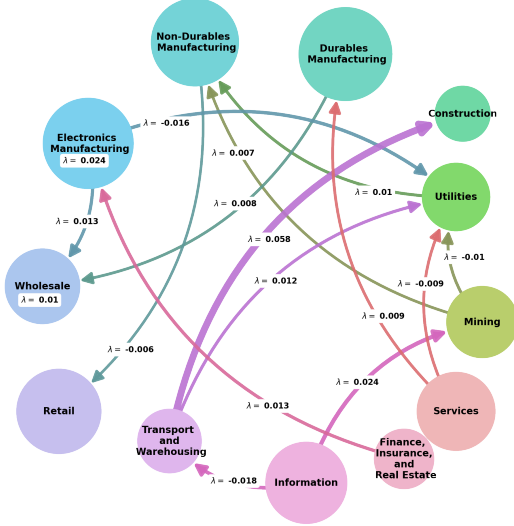 Non-Durables
Manufacturing
Durables
Manufacturing
Construction
λ = -0.016
Electronics
Manufacturing
λ = 0.024
λ = 0.007
λ = 0.01
Utilities
λ = 0.008
λ = 0.013
λ = 0.058
λ = -0.01
λ = 0.012
λ = -0.009
Wholesale
λ = 0.01
λ = 0.009
Mining
λ = -0.006
λ = 0.024
Retail
λ = 0.013
Services
Transport
and
Warehousing
Finance,
Insurance,
and
Real Estate
λ = -0.018
Information